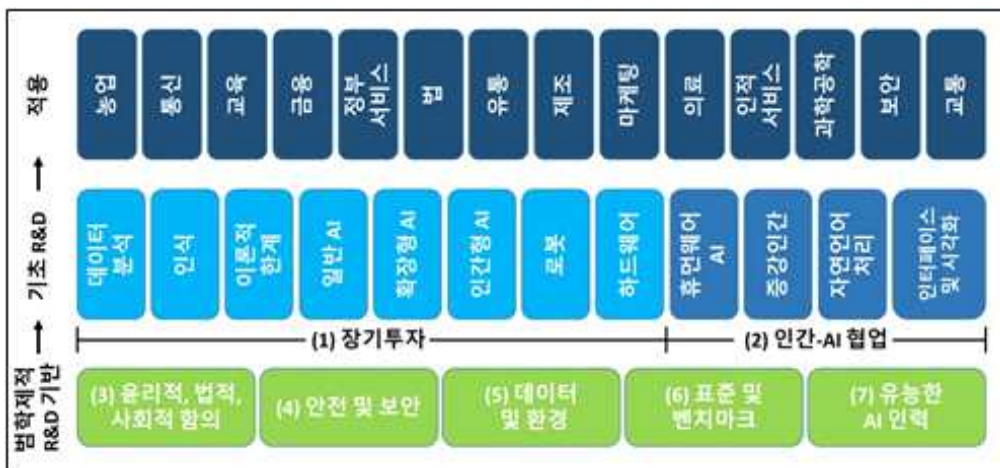 적용
농업
통신
교육
금융
정부
서비스
법
유통
제조
마케팅
의료
인적
서비스
과학공학
보안
교통
기초 R&D
데이터
분석
인식
이론적
한계
일반 AI
확장형 AI
인간형 AI
로봇
하드웨어
휴먼웨어
AI
증강인간
자연언어
처리
인터페이스
및 시각화
(1) 장기투자
(2) 인간-AI 협업
범학제적
R&D 기반
(3) 윤리적, 법적,
사회적 함의
(4) 안전 및 보안
(5) 데이터
및 환경
(6) 표준 및
벤치마크
(7) 유능한
AI 인력